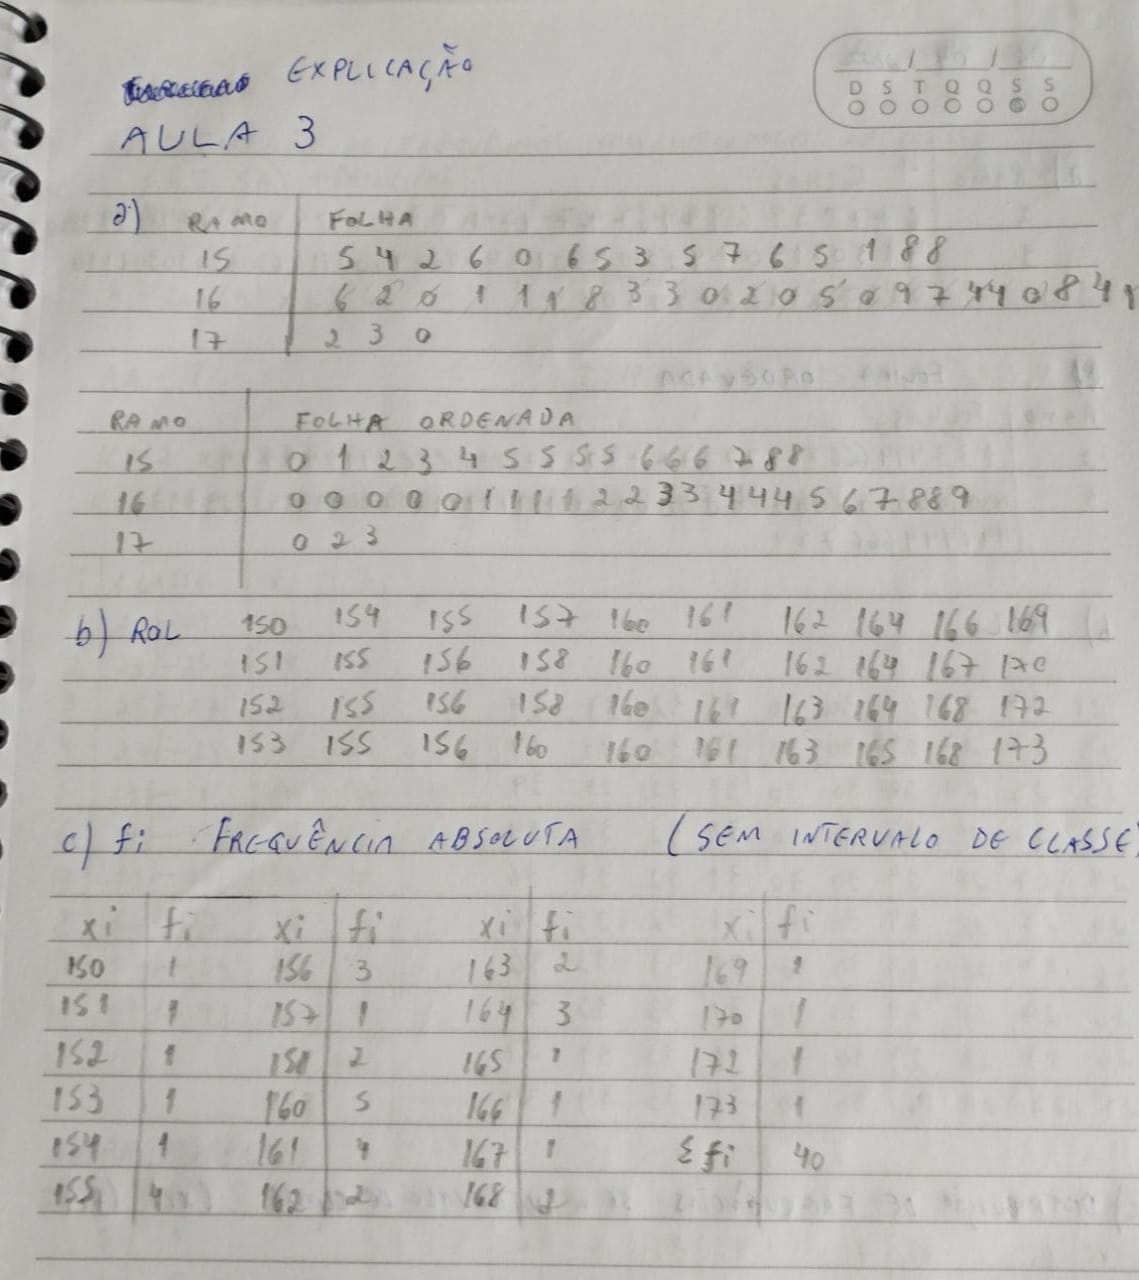 EXPLICAÇÃO
/ /
D S T Q Q S S
AULA 3
a) RAMO FOLHA
15 5 4 2 6 0 6 5 3 5 7 6 5 1 8 8
16 6 2 0 1 1 1 8 3 3 0 2 0 5 0 9 7 4 4 0 8 4 1
17 2 3 0
RAMO FOLHA ORDENADA
15 0 1 2 3 4 5 5 5 5 6 6 6 7 8 8
16 0 0 0 0 0 1 1 1 1 2 2 3 3 4 4 4 5 6 7 8 8 9
17 0 2 3
b) ROL 150 154 155 157 160 161 162 164 166 169
151 155 156 158 160 161 162 164 167 170
152 155 156 158 160 161 163 164 168 172
153 155 156 160 160 161 163 165 168 173
c) fi FREQUÊNCIA ABSOLUTA (SEM INTERVALO DE CLASSE)
xi fi xi fi xi fi xi fi
150 1 156 3 163 2 169 1
151 1 157 1 164 3 170 1
152 1 158 2 165 1 172 1
153 1 160 5 166 1 173 1
154 1 161 4 167 1 Σfi 40
155 4 162 2 168 2